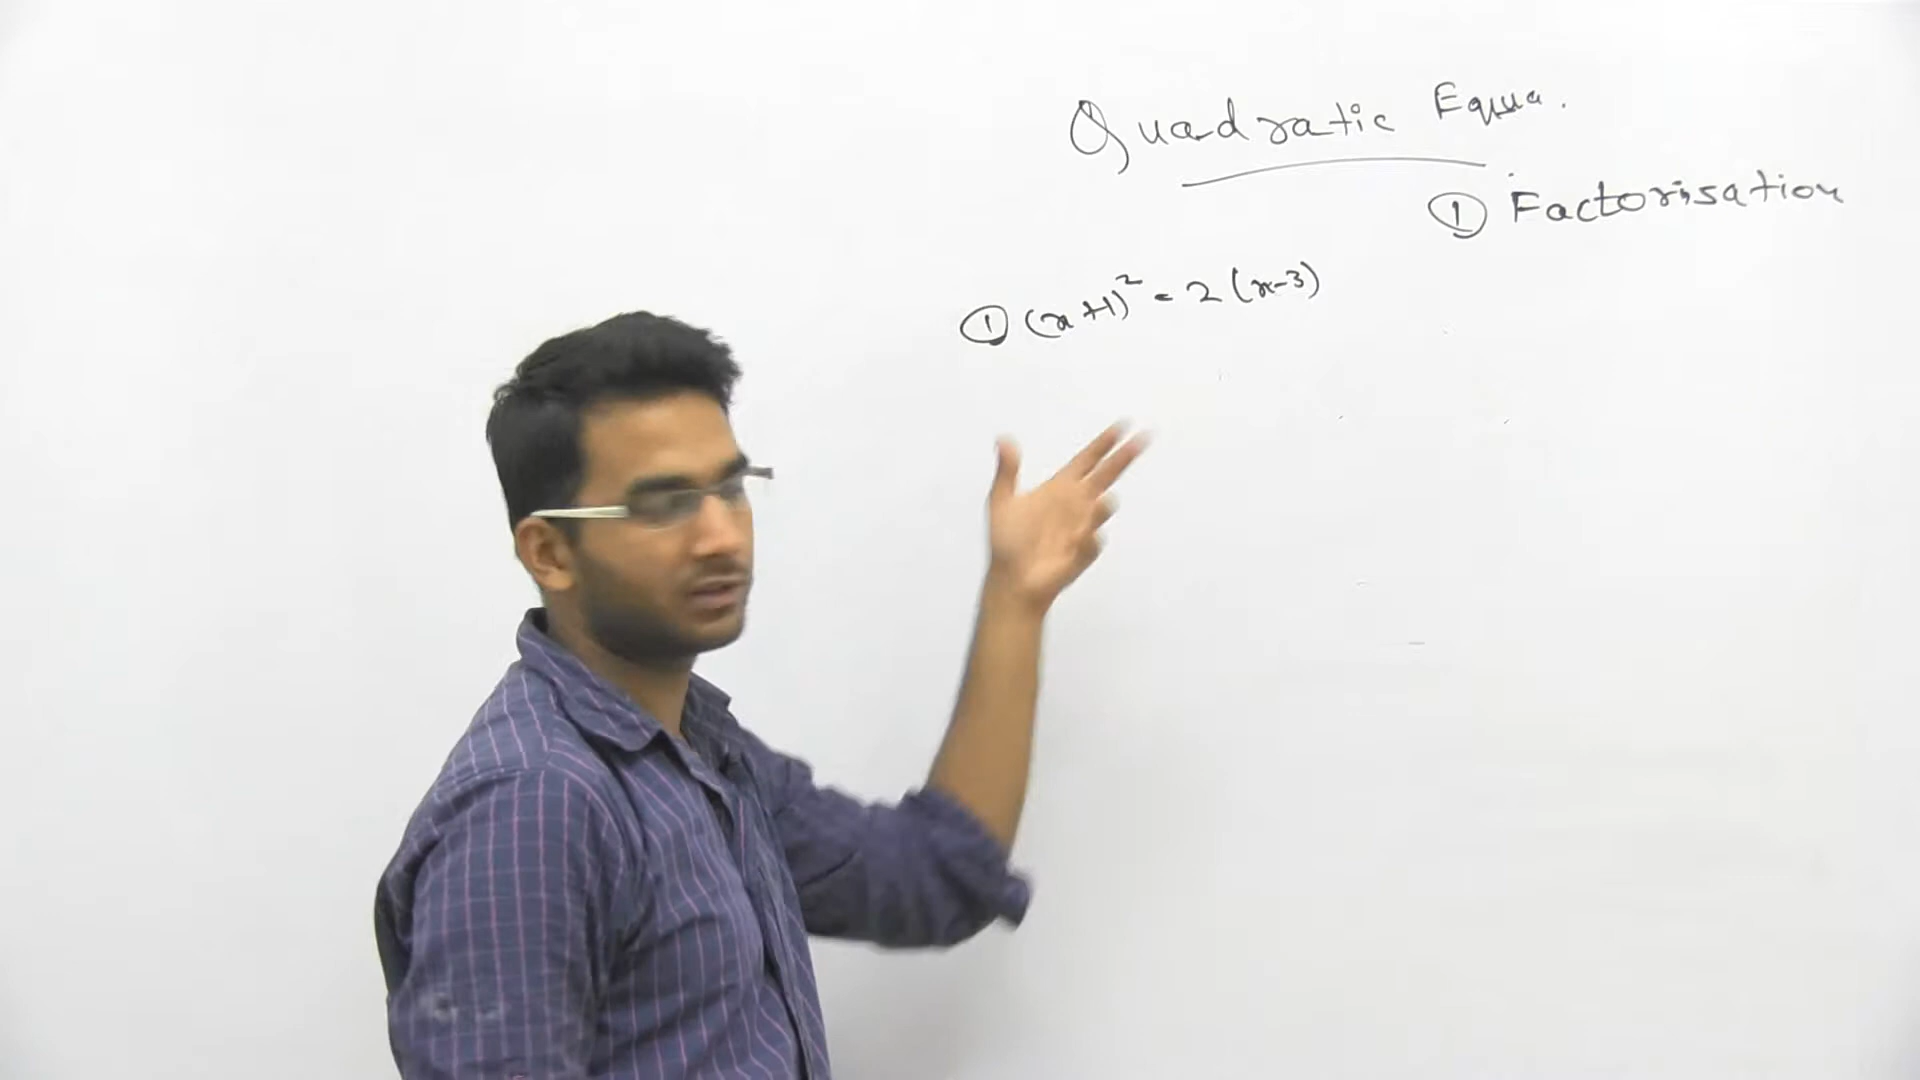 Quadratic Equa.
① Factorisation
① (x+1)² = 2(x-3)